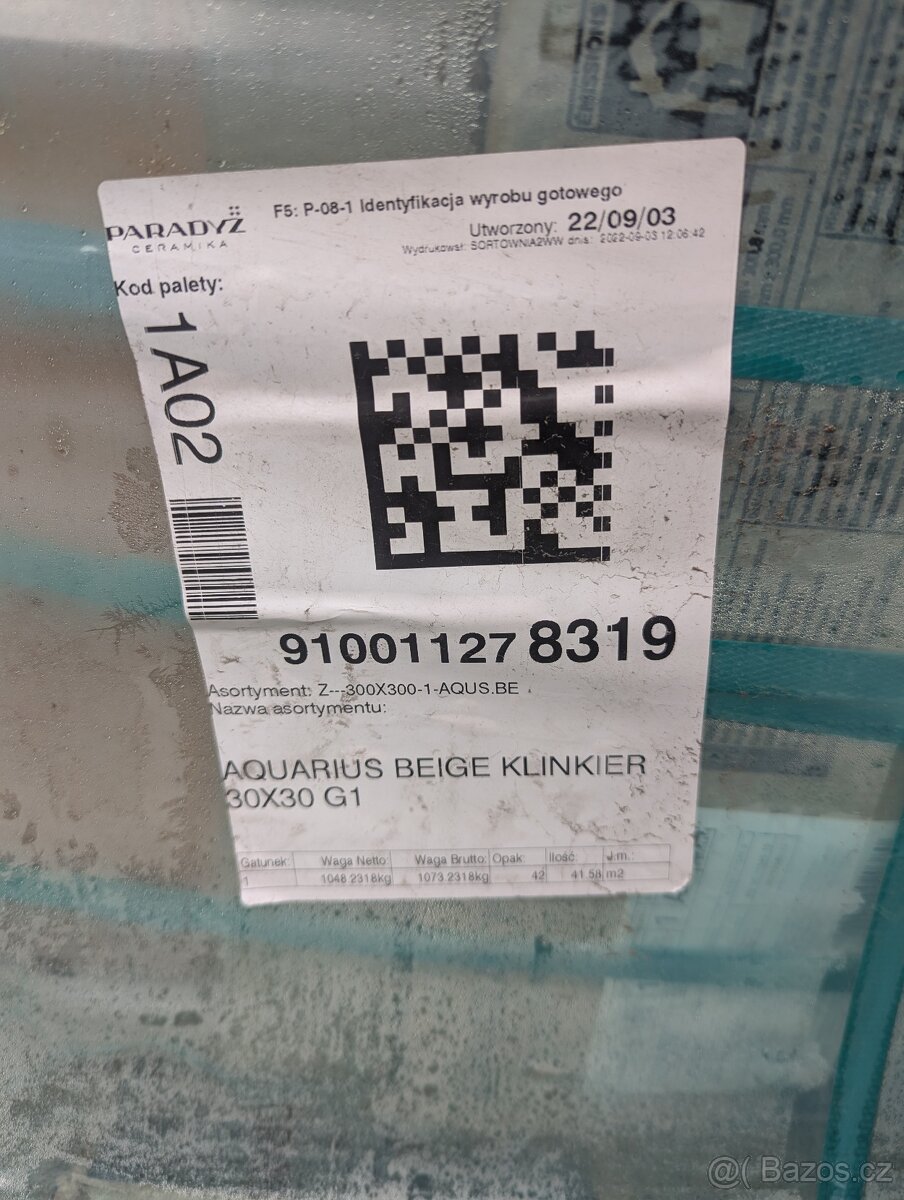 PARADYŻ
CERAMIKA
F5: P-08-1 Identyfikacja wyrobu gotowego
Utworzony: 22/09/03
Wydrukował: SORTOWNIA2WW dnia: 2022-09-03 12:06:42
Kod palety:
1A02
910011278319
Asortyment: Z---300X300-1-AQUS.BE
Nazwa asortymentu:
AQUARIUS BEIGE KLINKIER
30X30 G1
Gatunek: Waga Netto: Waga Brutto: Opak: Ilość: J.m.:
1 1048.2318kg 1073.2318kg 42 41.58 m2
@( Bazos.cz